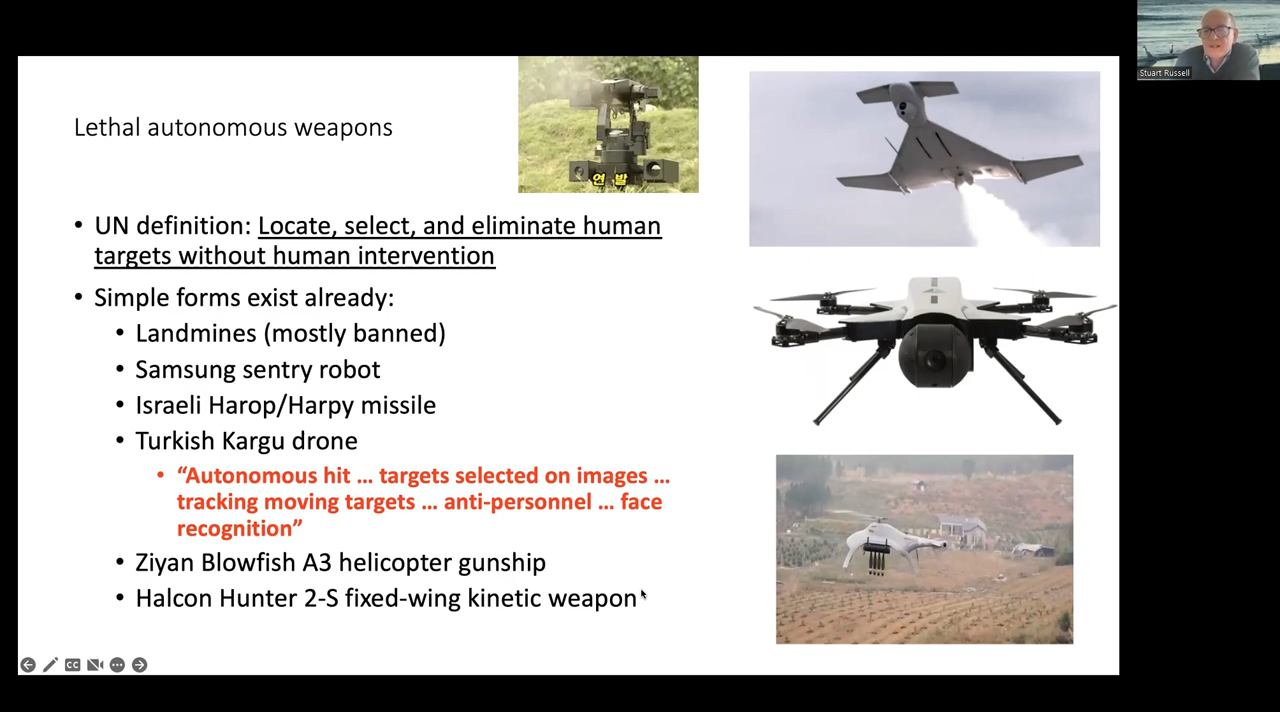 Stuart Russell
연 발
Lethal autonomous weapons
• UN definition: Locate, select, and eliminate human
targets without human intervention
• Simple forms exist already:
• Landmines (mostly banned)
• Samsung sentry robot
• Israeli Harop/Harpy missile
• Turkish Kargu drone
• “Autonomous hit … targets selected on images …
tracking moving targets … anti-personnel … face
recognition”
• Ziyan Blowfish A3 helicopter gunship
• Halcon Hunter 2-S fixed-wing kinetic weapon
CC